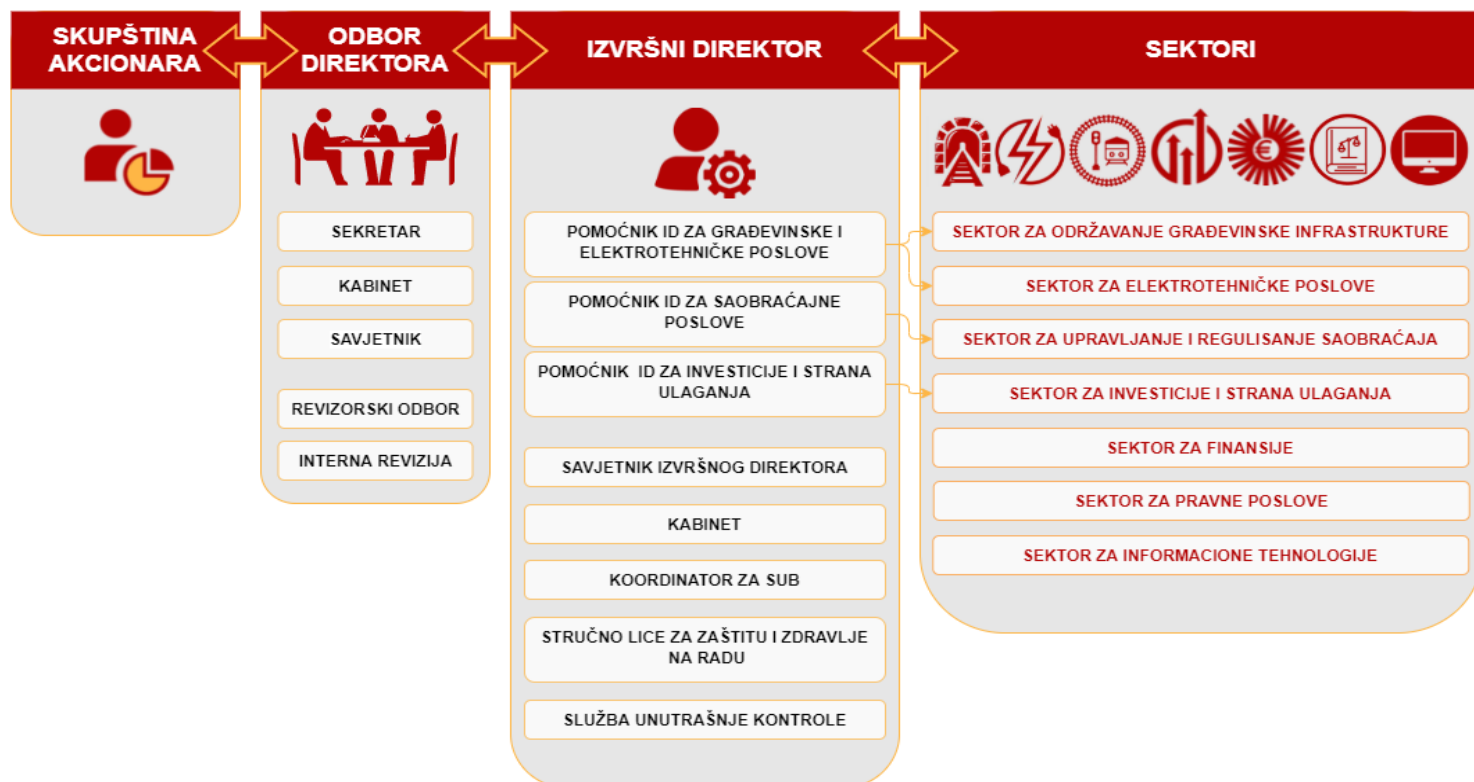 SKUPŠTINA
AKCIONARA
ODBOR
DIREKTORA
SEKRETAR
KABINET
SAVJETNIK
REVIZORSKI ODBOR
INTERNA REVIZIJA
IZVRŠNI DIREKTOR
POMOĆNIK ID ZA GRAĐEVINSKE I
ELEKTROTEHNIČKE POSLOVE
POMOĆNIK ID ZA SAOBRAĆAJNE
POSLOVE
POMOĆNIK ID ZA INVESTICIJE I STRANA
ULAGANJA
SAVJETNIK IZVRŠNOG DIREKTORA
KABINET
KOORDINATOR ZA SUB
STRUČNO LICE ZA ZAŠTITU I ZDRAVLJE
NA RADU
SLUŽBA UNUTRAŠNJE KONTROLE
SEKTORI
€
SEKTOR ZA ODRŽAVANJE GRAĐEVINSKE INFRASTRUKTURE
SEKTOR ZA ELEKTROTEHNIČKE POSLOVE
SEKTOR ZA UPRAVLJANJE I REGULISANJE SAOBRAĆAJA
SEKTOR ZA INVESTICIJE I STRANA ULAGANJA
SEKTOR ZA FINANSIJE
SEKTOR ZA PRAVNE POSLOVE
SEKTOR ZA INFORMACIONE TEHNOLOGIJE